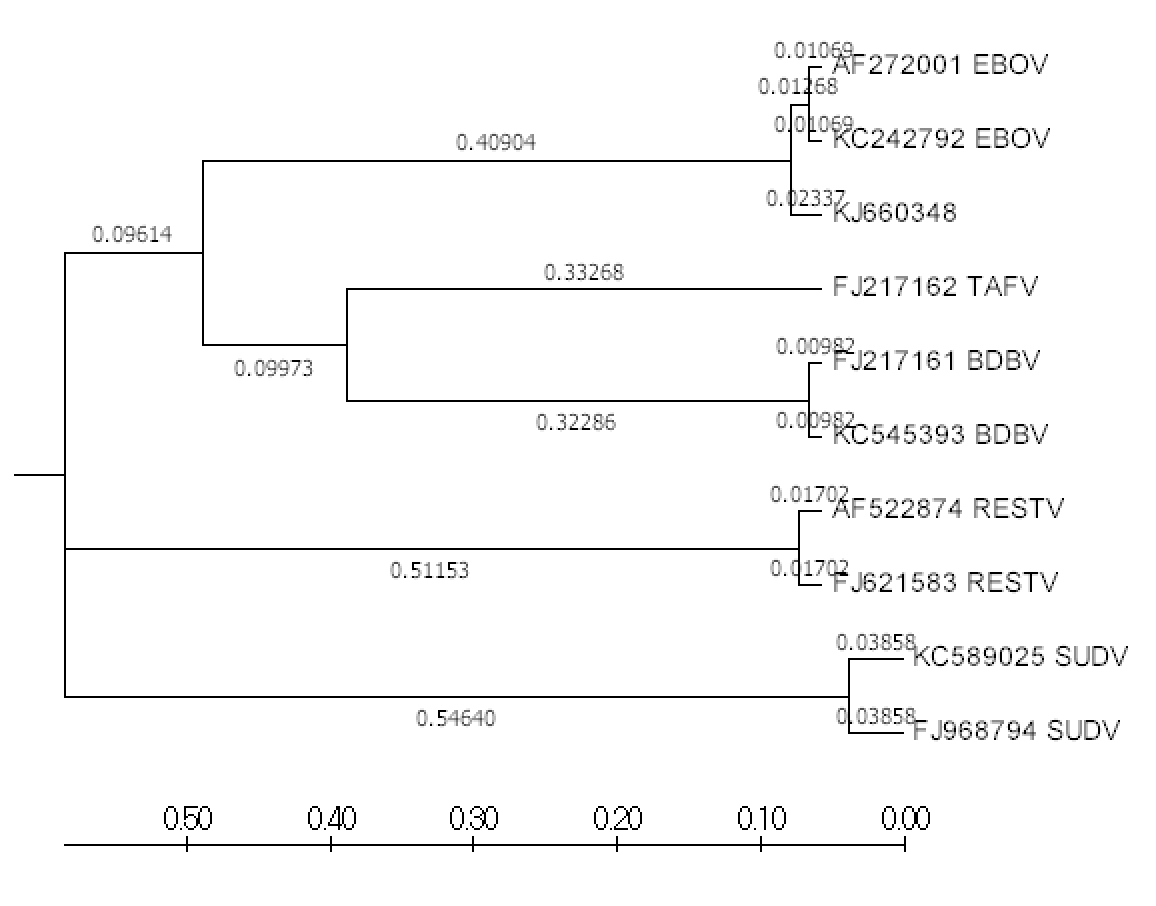 0.01069
AF272001 EBOV
0.01268
0.01069
KC242792 EBOV
0.40904
0.02337
KJ660348
0.09614
0.33268
FJ217162 TAFV
0.00982
FJ217161 BDBV
0.09973
0.32286
0.00982
KC545393 BDBV
0.01702
AF522874 RESTV
0.51153
0.01702
FJ621583 RESTV
0.03858
KC589025 SUDV
0.54640
0.03858
FJ968794 SUDV
0.50 0.40 0.30 0.20 0.10 0.00